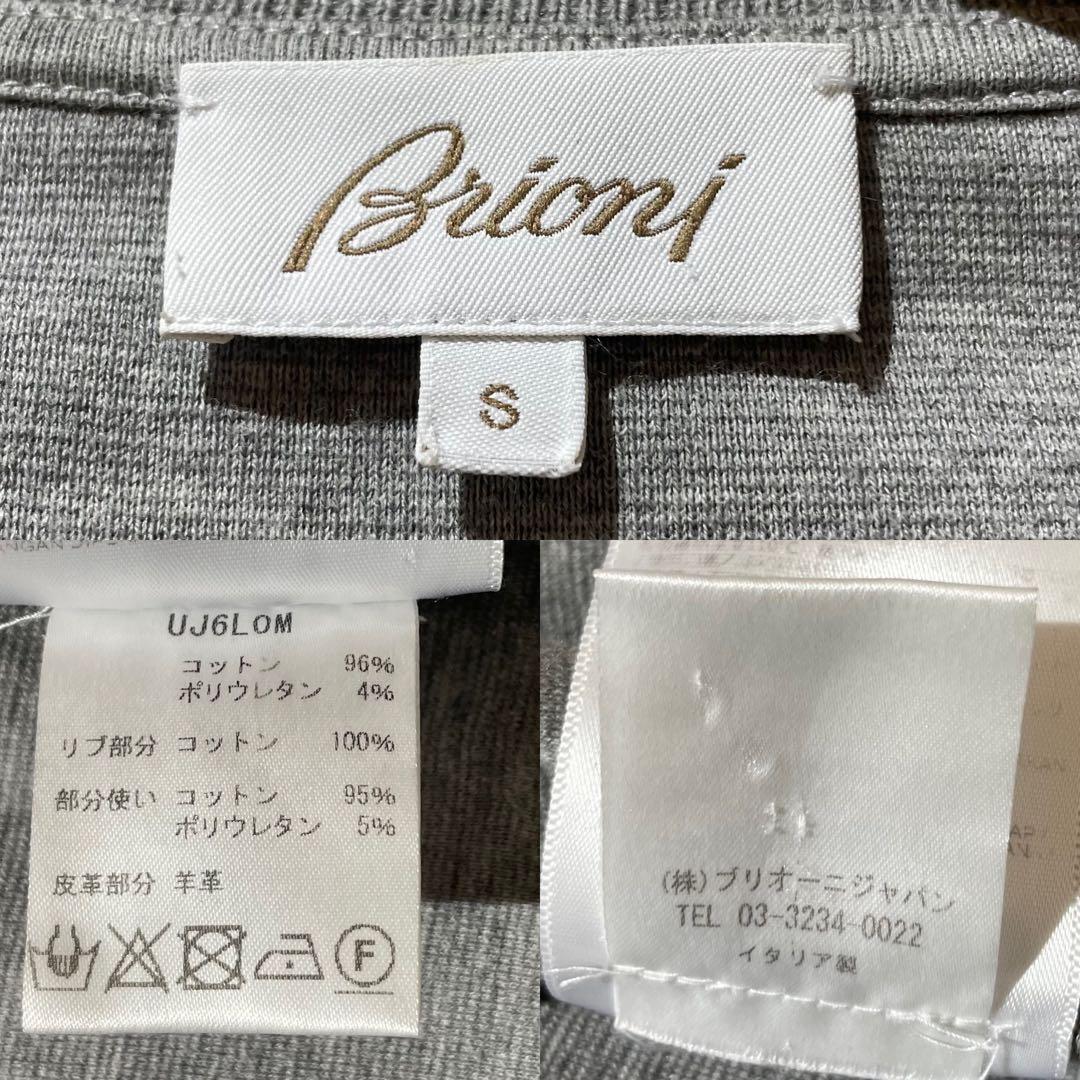 Brioni
S
UJ6L0M
コットン 96%
ポリウレタン 4%
リブ部分 コットン 100%
部分使い コットン 95%
ポリウレタン 5%
皮革部分 羊革
F
(株)ブリオーニジャパン
TEL 03-3234-0022
イタリア製